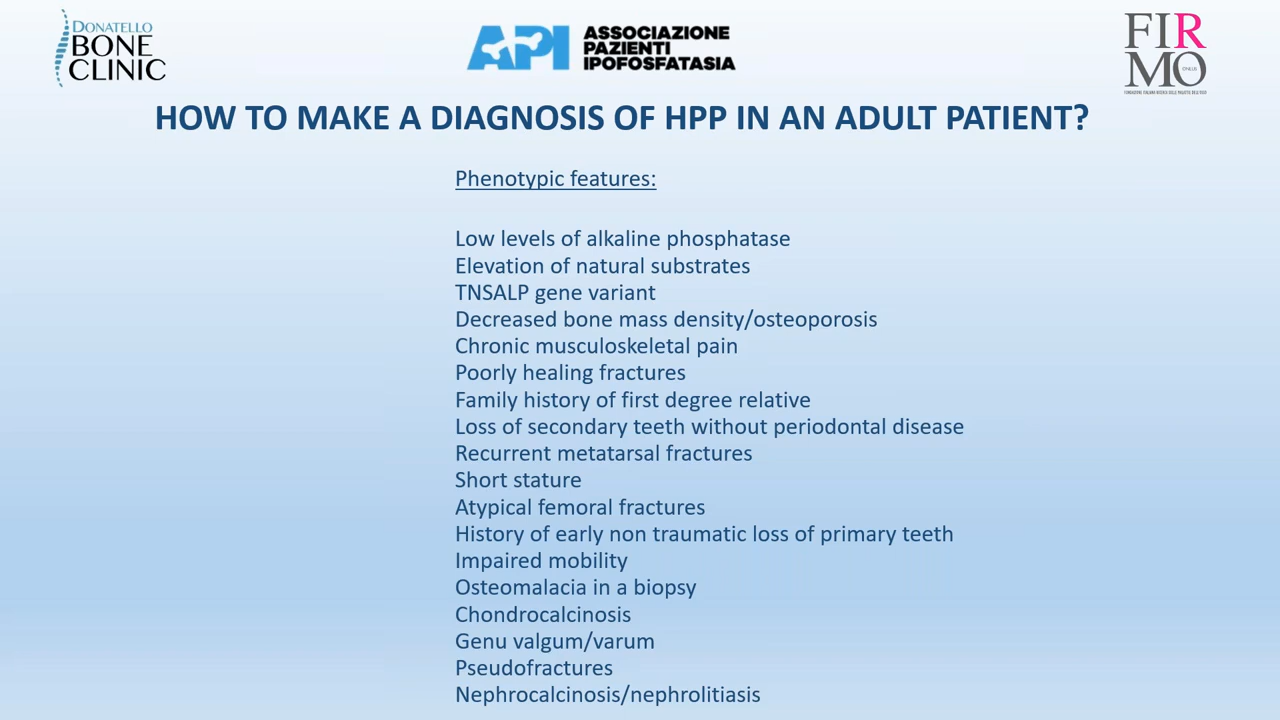 DONATELLO
BONE
CLINIC
API ASSOCIAZIONE
PAZIENTI
IPOFOSFATASIA
FIR
MO
HOW TO MAKE A DIAGNOSIS OF HPP IN AN ADULT PATIENT?
Phenotypic features:
Low levels of alkaline phosphatase
Elevation of natural substrates
TNSALP gene variant
Decreased bone mass density/osteoporosis
Chronic musculoskeletal pain
Poorly healing fractures
Family history of first degree relative
Loss of secondary teeth without periodontal disease
Recurrent metatarsal fractures
Short stature
Atypical femoral fractures
History of early non traumatic loss of primary teeth
Impaired mobility
Osteomalacia in a biopsy
Chondrocalcinosis
Genu valgum/varum
Pseudofractures
Nephrocalcinosis/nephrolitiasis